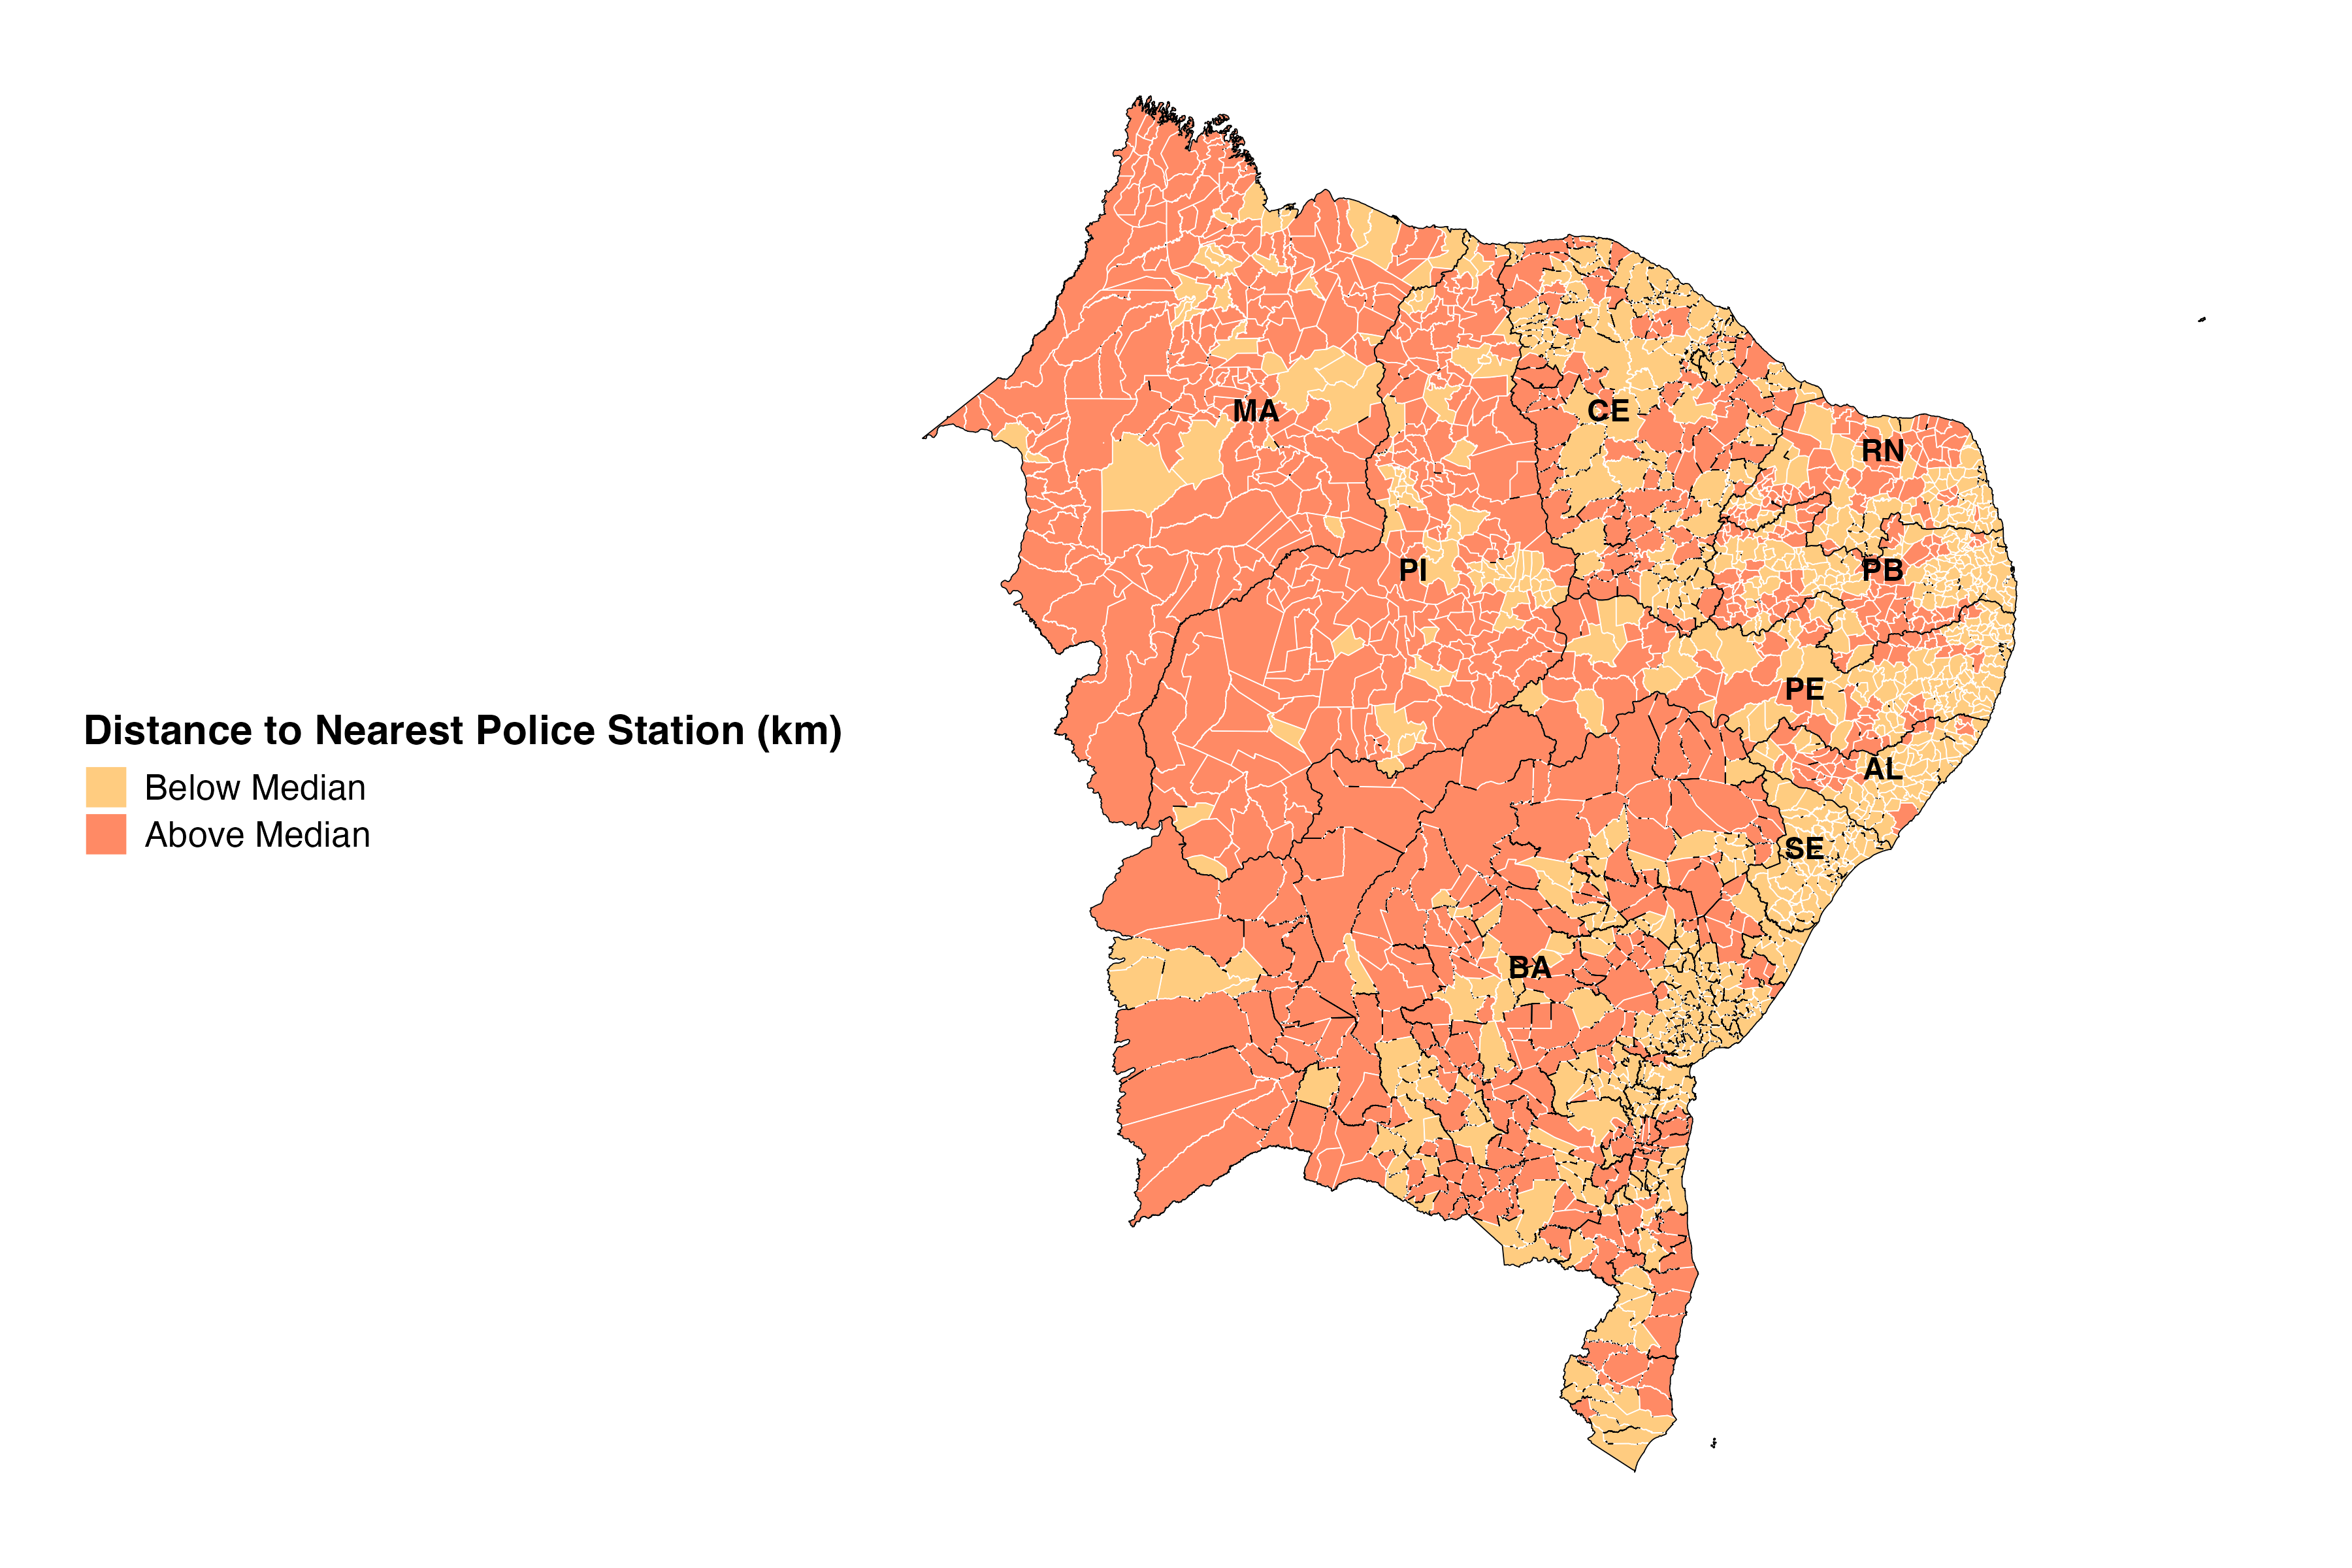 MA
CE
RN
PI
PB
PE
AL
SE
BA
Distance to Nearest Police Station (km)
Below Median
Above Median